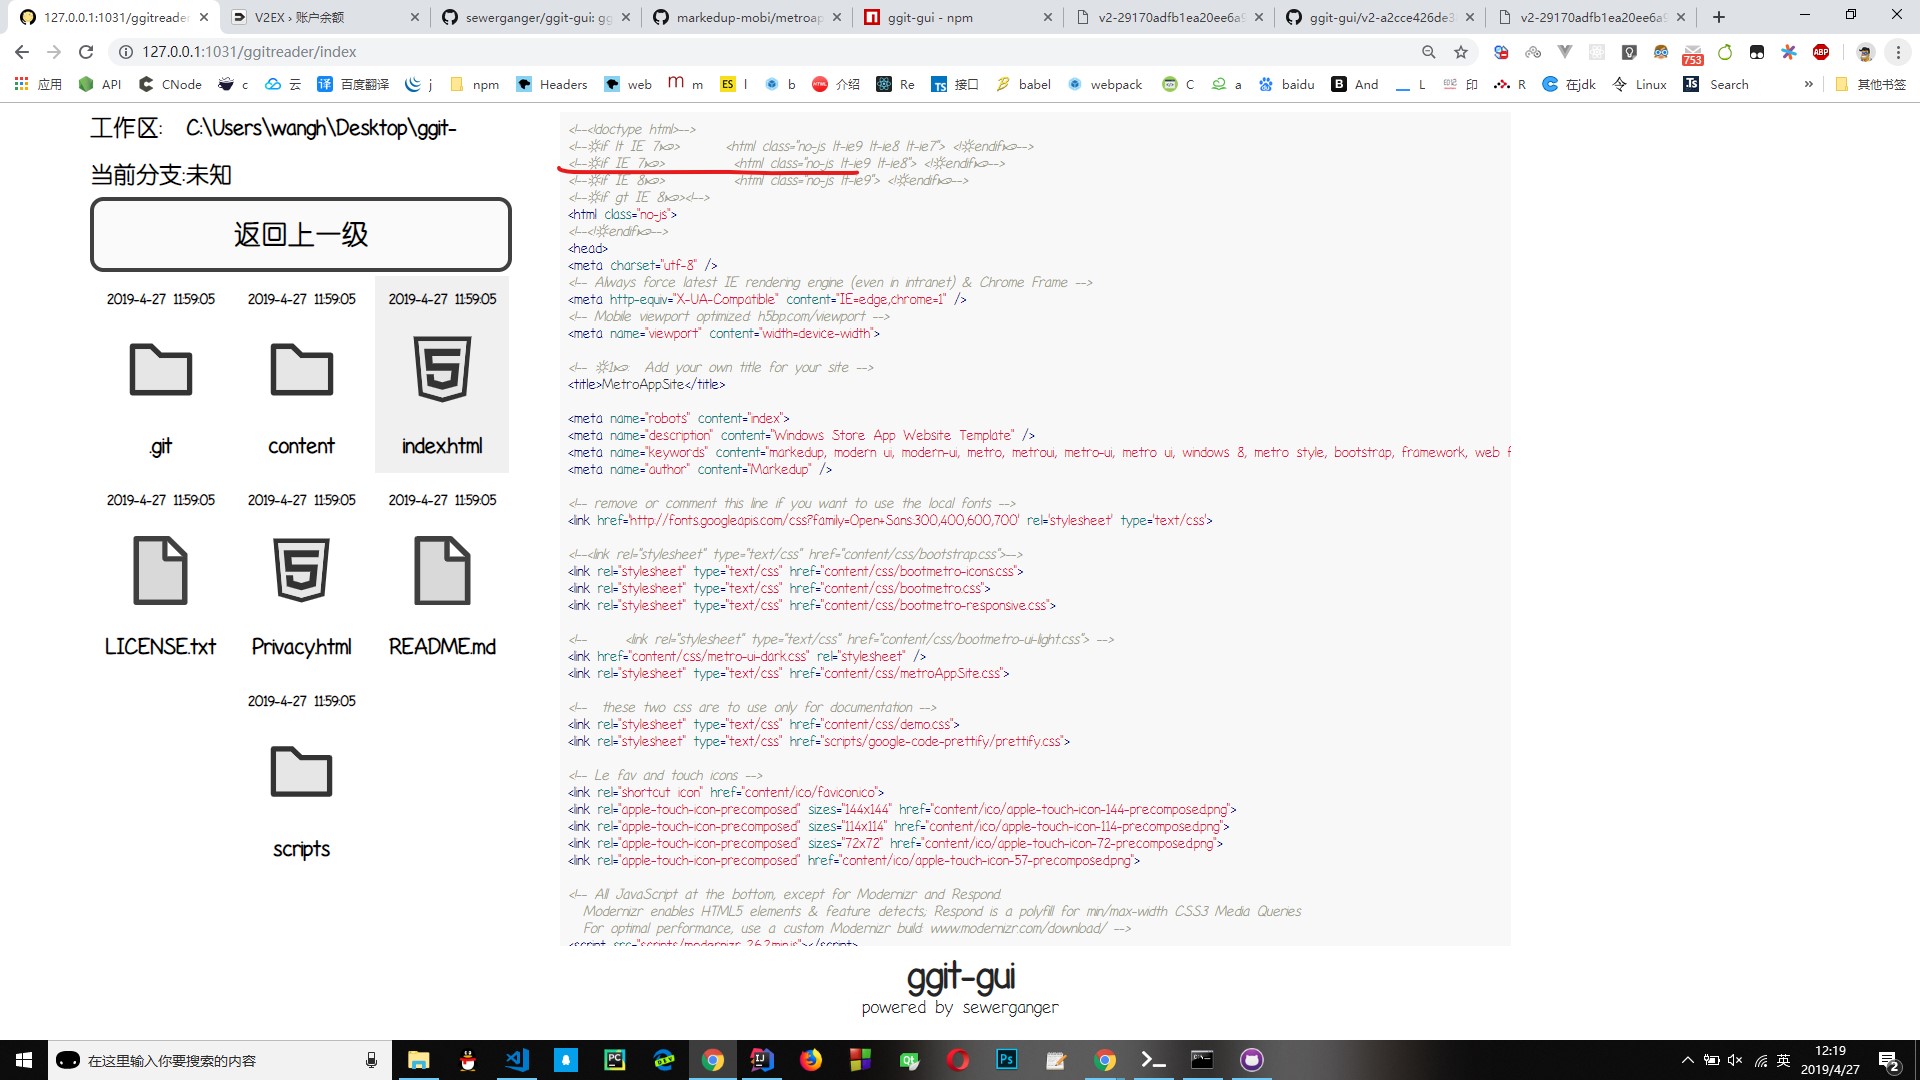 127.0.0.1:1031/ggitreader
V2EX › 账户余额
sewerganger/ggit-gui: gg
markedup-mobi/metroap
ggit-gui - npm
v2-29170adfb1ea20ee6a9
ggit-gui/v2-a2cce426de3
v2-29170adfb1ea20ee6a9
127.0.0.1:1031/ggitreader/index
753
ABP
应用 API CNode c 云 百度翻译 j npm Headers web m m l b 介绍 Re 接口 babel webpack C a baidu And L 印 R 在jdk Linux Search » 其他书签
工作区: C:\Users\wangh\Desktop\ggit-
当前分支:未知
返回上一级
2019-4-27 11:59:05 2019-4-27 11:59:05 2019-4-27 11:59:05
.git content index.html
2019-4-27 11:59:05 2019-4-27 11:59:05 2019-4-27 11:59:05
LICENSE.txt Privacy.html README.md
2019-4-27 11:59:05
scripts
<!--<!doctype html>-->
<!--if lt IE 7> <html class="no-js lt-ie9 lt-ie8 lt-ie7"> <!endif-->
<!--if IE 7> <html class="no-js lt-ie9 lt-ie8"> <!endif-->
<!--if IE 8> <html class="no-js lt-ie9"> <!endif-->
<!--if gt IE 8><!-->
<html class="no-js">
<!--<!endif-->
<head>
<meta charset="utf-8" />
<!-- Always force latest IE rendering engine (even in intranet) & Chrome Frame -->
<meta http-equiv="X-UA-Compatible" content="IE=edge,chrome=1" />
<!-- Mobile viewport optimized: h5bp.com/viewport -->
<meta name="viewport" content="width=device-width">
<!-- 1: Add your own title for your site -->
<title>MetroAppSite</title>
<meta name="robots" content="index">
<meta name="description" content="Windows Store App Website Template" />
<meta name="keywords" content="markedup, modern ui, modern-ui, metro, metroui, metro-ui, metro ui, windows 8, metro style, bootstrap, framework, web f
<meta name="author" content="Markedup" />
<!-- remove or comment this line if you want to use the local fonts -->
<link href='http://fonts.googleapis.com/css?family=Open+Sans:300,400,600,700' rel='stylesheet' type='text/css'>
<!--<link rel="stylesheet" type="text/css" href="content/css/bootstrap.css">-->
<link rel="stylesheet" type="text/css" href="content/css/bootmetro-icons.css">
<link rel="stylesheet" type="text/css" href="content/css/bootmetro.css">
<link rel="stylesheet" type="text/css" href="content/css/bootmetro-responsive.css">
<!-- <link rel="stylesheet" type="text/css" href="content/css/bootmetro-ui-light.css"> -->
<link href="content/css/metro-ui-dark.css" rel="stylesheet" />
<link rel="stylesheet" type="text/css" href="content/css/metroAppSite.css">
<!-- these two css are to use only for documentation -->
<link rel="stylesheet" type="text/css" href="content/css/demo.css">
<link rel="stylesheet" type="text/css" href="scripts/google-code-prettify/prettify.css">
<!-- Le fav and touch icons -->
<link rel="shortcut icon" href="content/ico/favicon.ico">
<link rel="apple-touch-icon-precomposed" sizes="144x144" href="content/ico/apple-touch-icon-144-precomposed.png">
<link rel="apple-touch-icon-precomposed" sizes="114x114" href="content/ico/apple-touch-icon-114-precomposed.png">
<link rel="apple-touch-icon-precomposed" sizes="72x72" href="content/ico/apple-touch-icon-72-precomposed.png">
<link rel="apple-touch-icon-precomposed" href="content/ico/apple-touch-icon-57-precomposed.png">
<!-- All JavaScript at the bottom, except for Modernizr and Respond.
Modernizr enables HTML5 elements & feature detects; Respond is a polyfill for min/max-width CSS3 Media Queries
For optimal performance, use a custom Modernizr build: www.modernizr.com/download/ -->
<script src="scripts/modernizr-2.6.2.min.js"></script>
ggit-gui
powered by sewerganger
在这里输入你要搜索的内容
英
12:19
2019/4/27
2